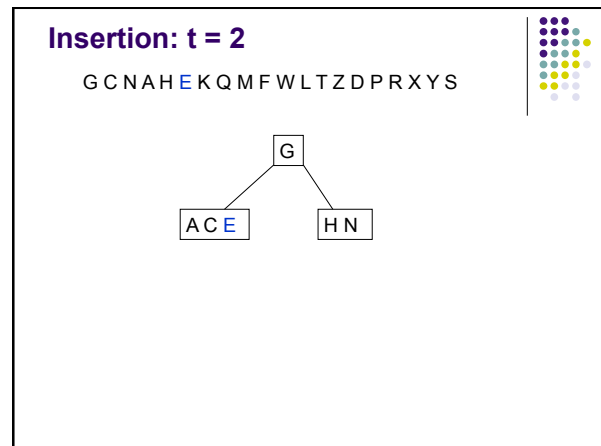 Insertion: t = 2
G C N A H E K Q M F W L T Z D P R X Y S
G
A C E
H N